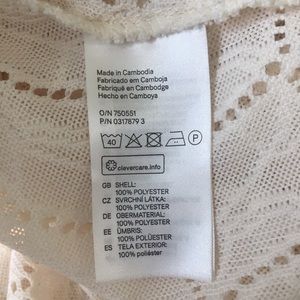 Made in Cambodia
Fabricado em Camboja
Fabriqué en Cambodge
Hecho en Camboya
O/N 750551
P/N 0317879 3
40 P
clevercare.info
GB SHELL:
100% POLYESTER
CZ SVRCHNÍ LÁTKA:
100% POLYESTER
DE OBERMATERIAL:
100% POLYESTER
EE ÜMBRIS:
100% POLÜESTER
ES TELA EXTERIOR:
100% poliéster